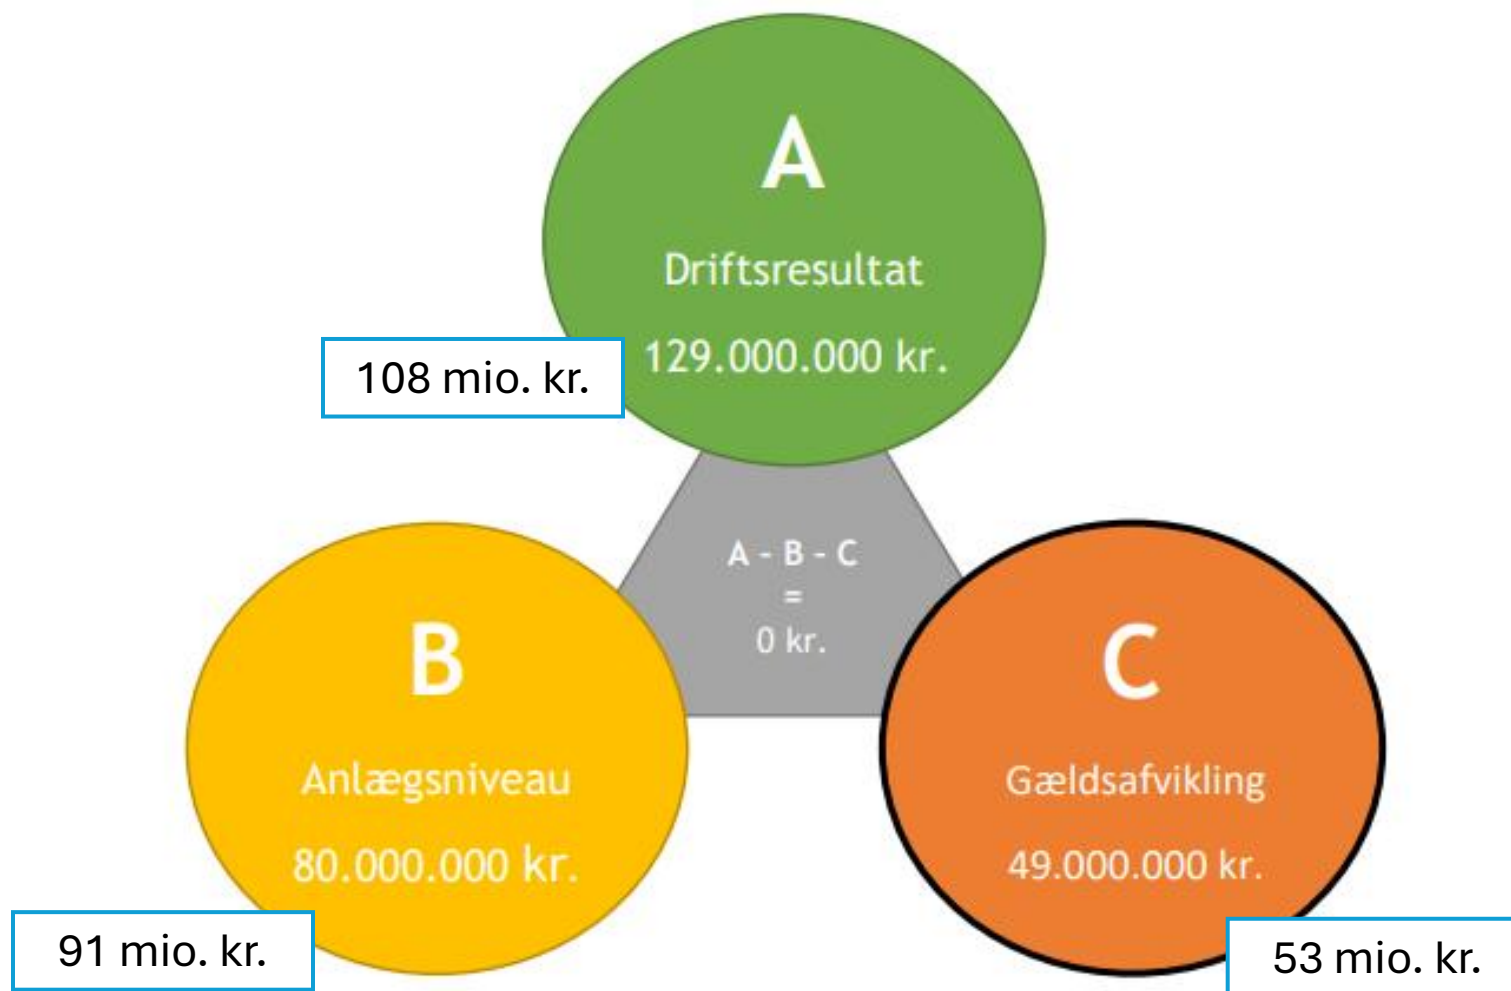 A
Driftsresultat
129.000.000 kr.
108 mio. kr.
A - B - C
=
0 kr.
B
Anlægsniveau
80.000.000 kr.
91 mio. kr.
C
Gældsafvikling
49.000.000 kr.
53 mio. kr.